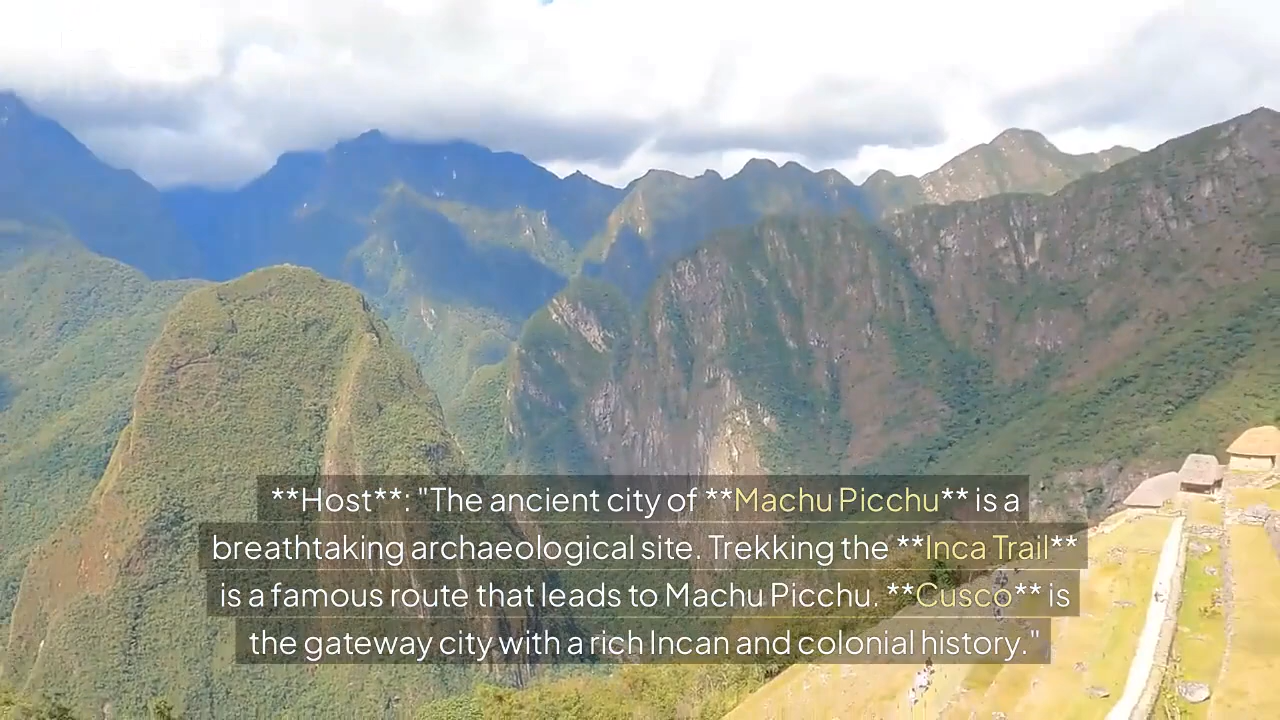 **Host**: "The ancient city of **Machu Picchu** is a
breathtaking archaeological site. Trekking the **Inca Trail**
is a famous route that leads to Machu Picchu. **Cusco** is
the gateway city with a rich Incan and colonial history."